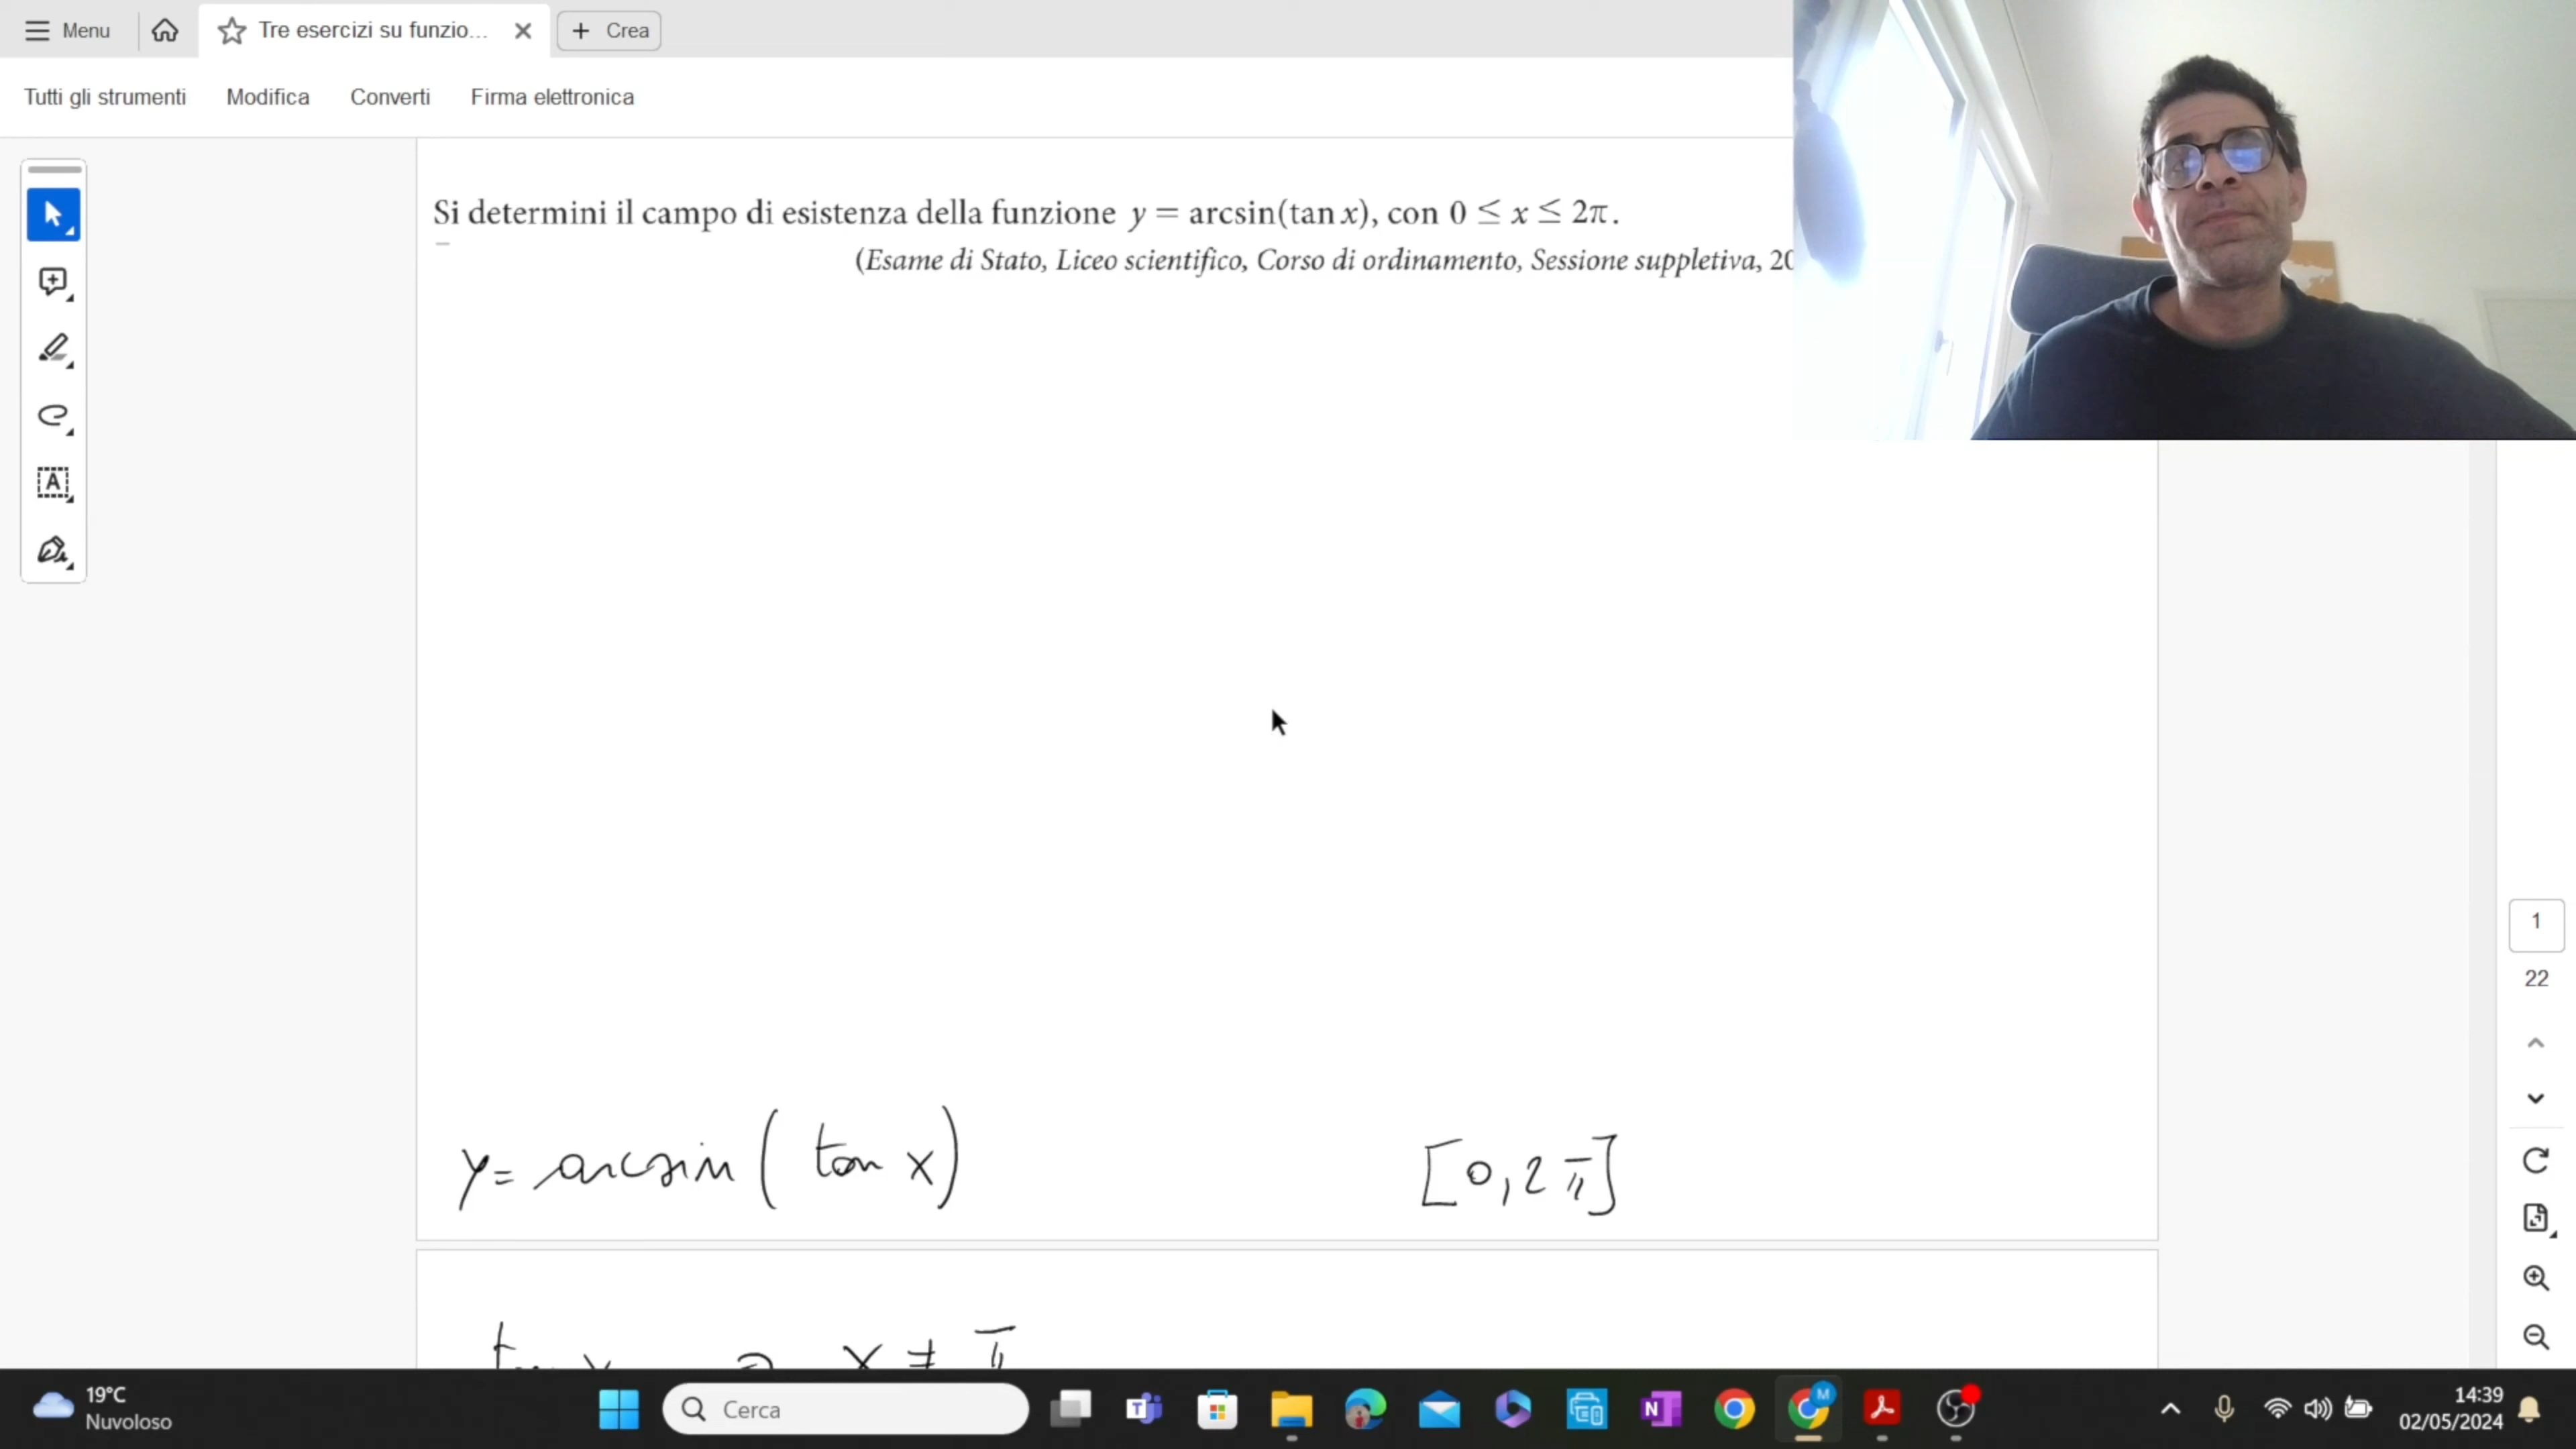 Menu
Tre esercizi su funzio...
Crea
Tutti gli strumenti
Modifica
Converti
Firma elettronica
Si determini il campo di esistenza della funzione y = arcsin(tan x), con 0 ≤ x ≤ 2π.
(Esame di Stato, Liceo scientifico, Corso di ordinamento, Sessione suppletiva, 20
y = arcsin ( tan x)
[0, 2 π]
x ≠ π
1
22
19°C
Nuvoloso
Cerca
14:39
02/05/2024